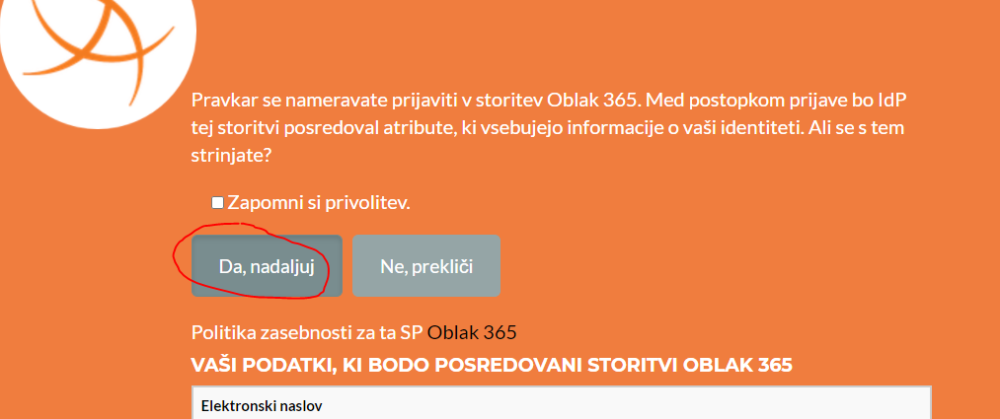 Pravkar se nameravate prijaviti v storitev Oblak 365. Med postopkom prijave bo IdP
tej storitvi posredoval atribute, ki vsebujejo informacije o vaši identiteti. Ali se s tem
strinjate?
Zapomni si privolitev.
Da, nadaljuj
Ne, prekliči
Politika zasebnosti za ta SP Oblak 365
VAŠI PODATKI, KI BODO POSREDOVANI STORITVI OBLAK 365
Elektronski naslov